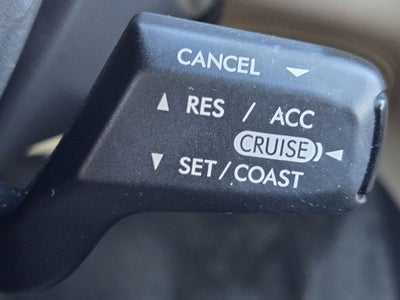 CANCEL ▼
▲ RES / ACC
CRUISE ◀
▼ SET/COAST